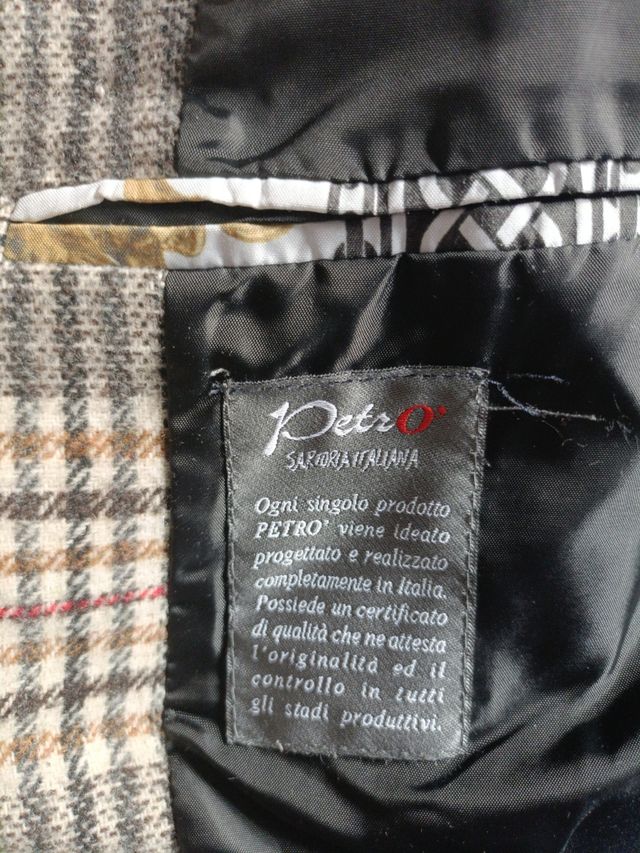 PetrO'
SARTORIA ITALIANA
Ogni singolo prodotto
PETRO' viene ideato
progettato e realizzato
completamente in Italia.
Possiede un certificato
di qualità che ne attesta
l'originalità ed il
controllo in tutti
gli stadi produttivi.